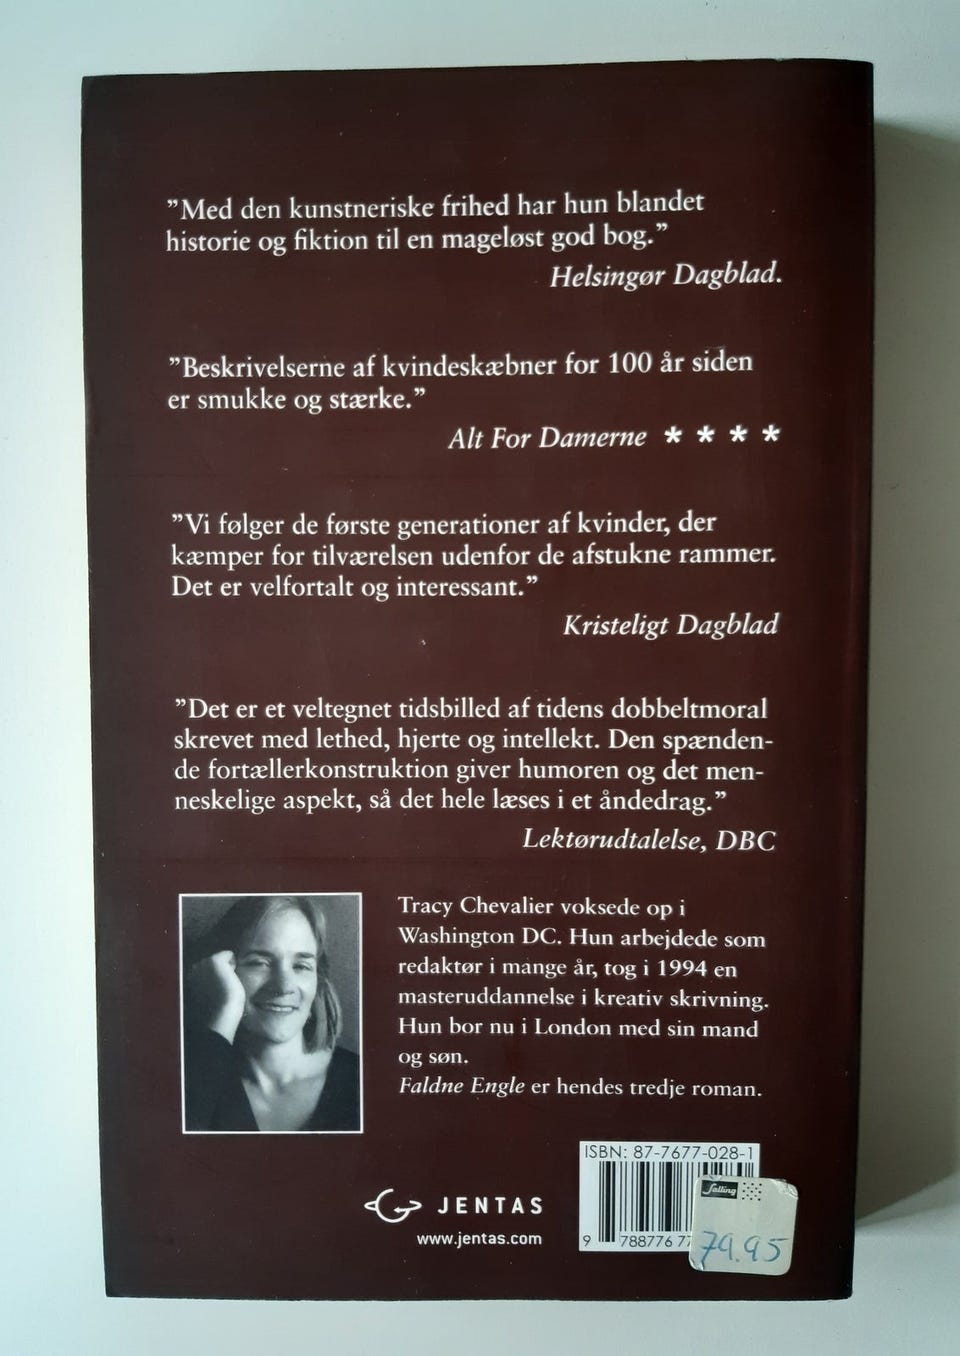 ”Med den kunstneriske frihed har hun blandet
historie og fiktion til en mageløst god bog.”
Helsingør Dagblad.
”Beskrivelserne af kvindeskæbner for 100 år siden
er smukke og stærke.”
Alt For Damerne * * * *
”Vi følger de første generationer af kvinder, der
kæmper for tilværelsen udenfor de afstukne rammer.
Det er velfortalt og interessant.”
Kristeligt Dagblad
”Det er et veltegnet tidsbilled af tidens dobbeltmoral
skrevet med lethed, hjerte og intellekt. Den spænden-
de fortællerkonstruktion giver humoren og det men-
neskelige aspekt, så det hele læses i et åndedrag.”
Lektørudtalelse, DBC
Tracy Chevalier voksede op i
Washington DC. Hun arbejdede som
redaktør i mange år, tog i 1994 en
masteruddannelse i kreativ skrivning.
Hun bor nu i London med sin mand
og søn.
Faldne Engle er hendes tredje roman.
ISBN: 87-7677-028-1
JENTAS
www.jentas.com
9 788776 77
salling
79.95